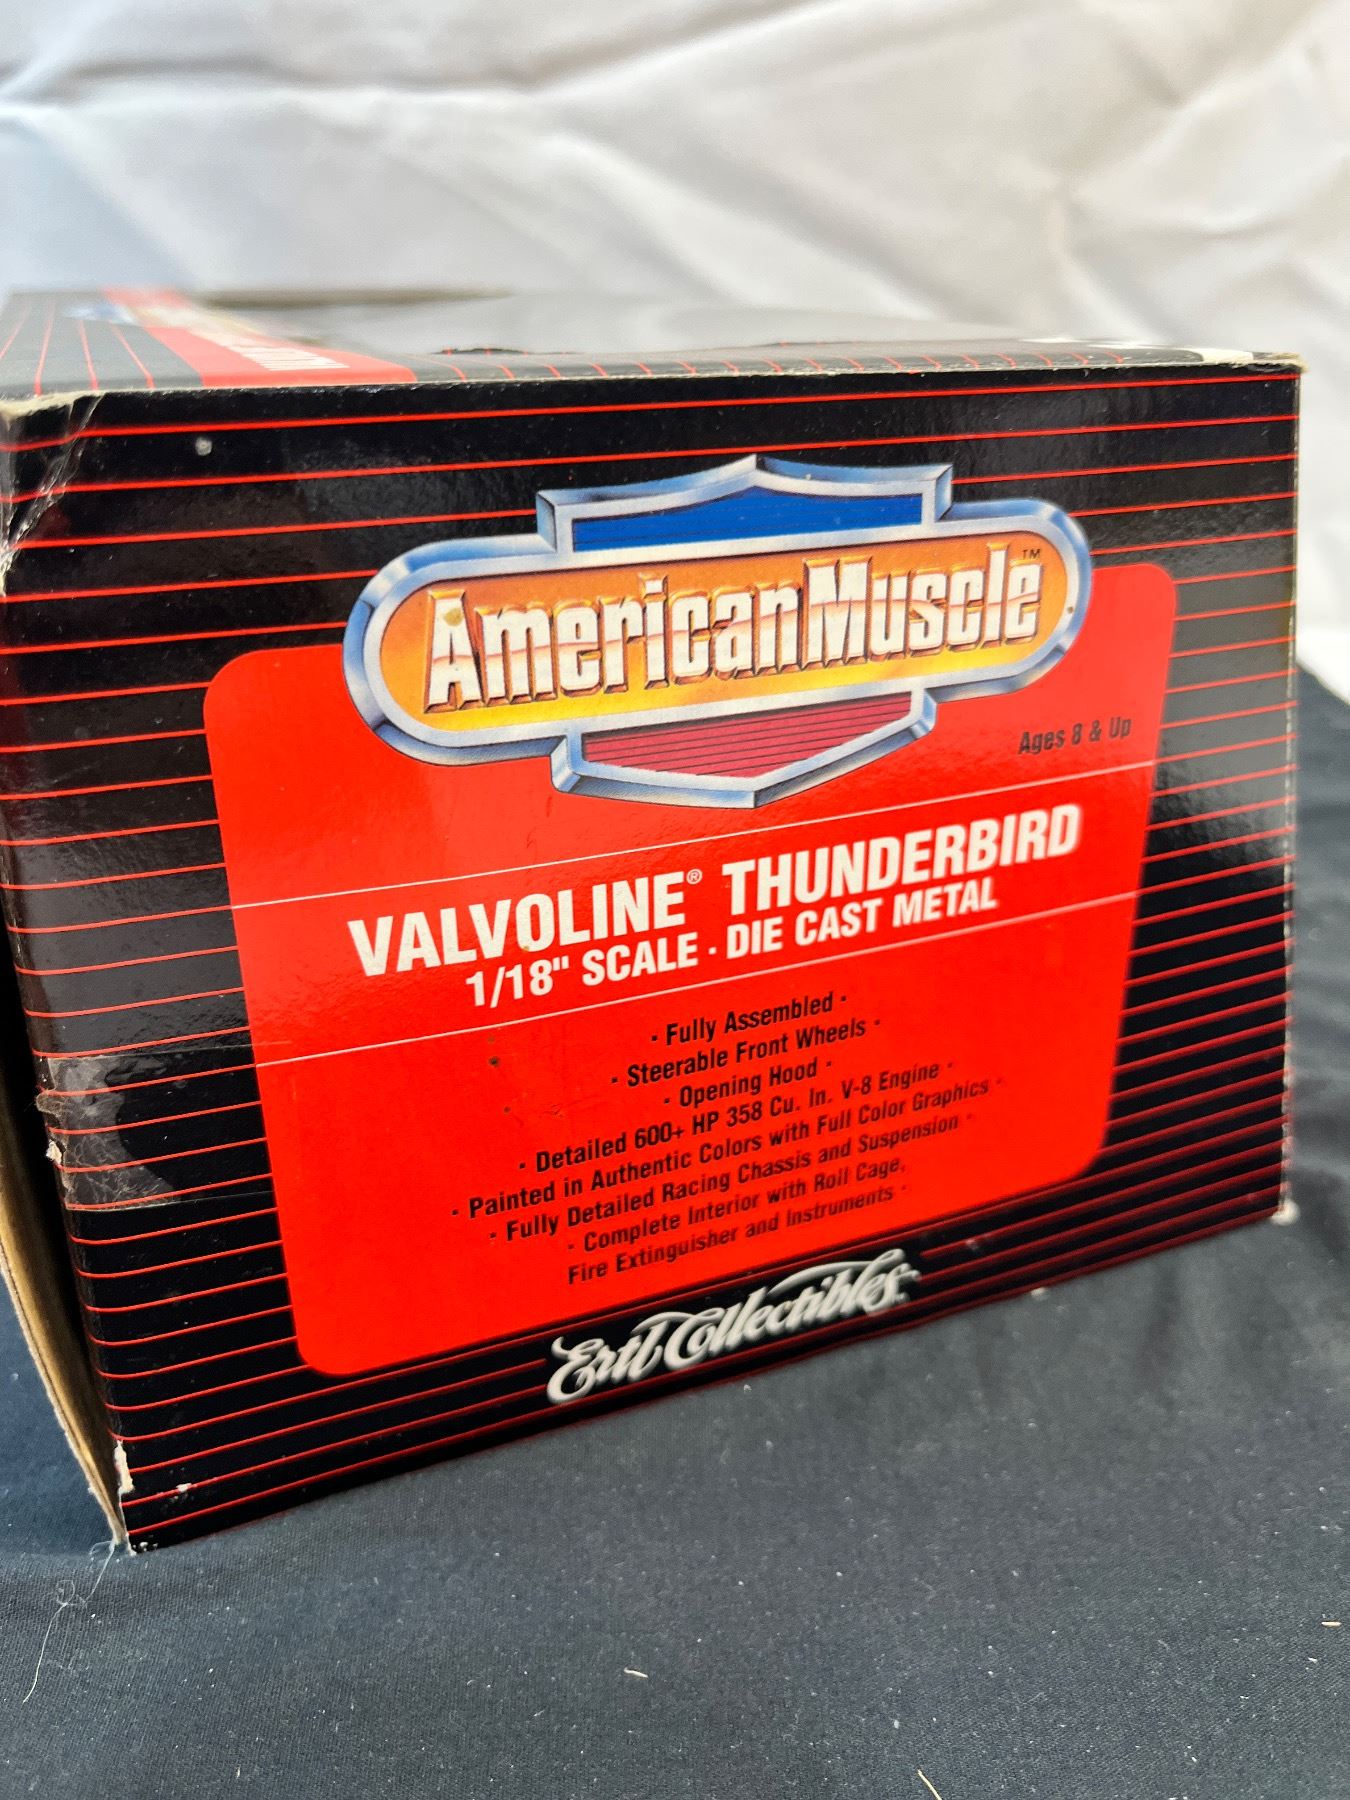 American Muscle™
Ages 8 & Up
VALVOLINE® THUNDERBIRD
1/18" SCALE · DIE CAST METAL
· Fully Assembled ·
· Steerable Front Wheels ·
· Opening Hood ·
· Detailed 600+ HP 358 Cu. In. V-8 Engine ·
· Painted in Authentic Colors with Full Color Graphics ·
· Fully Detailed Racing Chassis and Suspension ·
· Complete Interior with Roll Cage,
Fire Extinguisher and Instruments ·
Ertl Collectibles